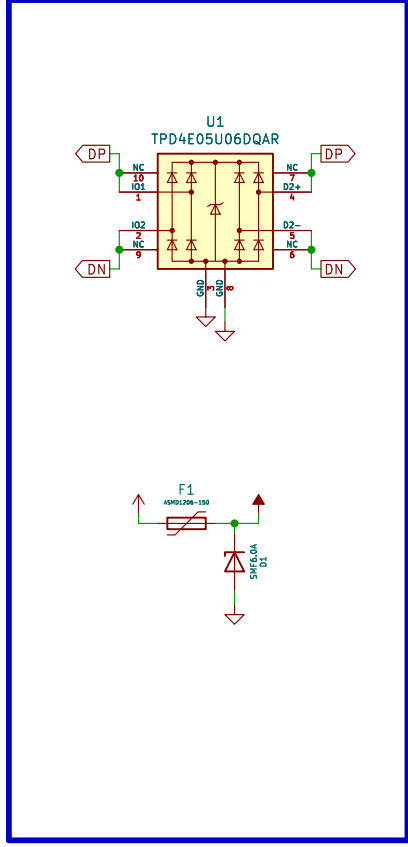 U1
TPD4E05U06DQAR
DP
NC
10
IO1
1
IO2
2
NC
9
DN
DP
NC
7
D2+
4
D2-
5
NC
6
DN
GND
3
GND
8
F1
ASMD1206-150
SMF6.0A
D1